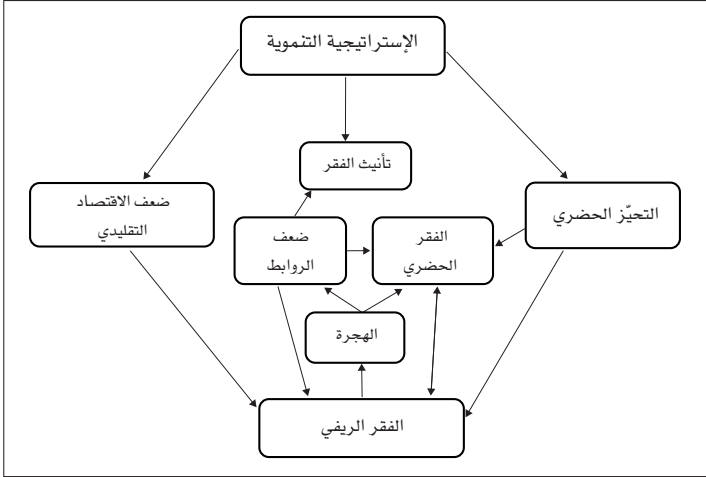 الإستراتيجية التنموية
تأنيث الفقر
التحيّز الحضري
ضعف الاقتصاد
التقليدي
الفقر
الحضري
ضعف
الروابط
الهجرة
الفقر الريفي